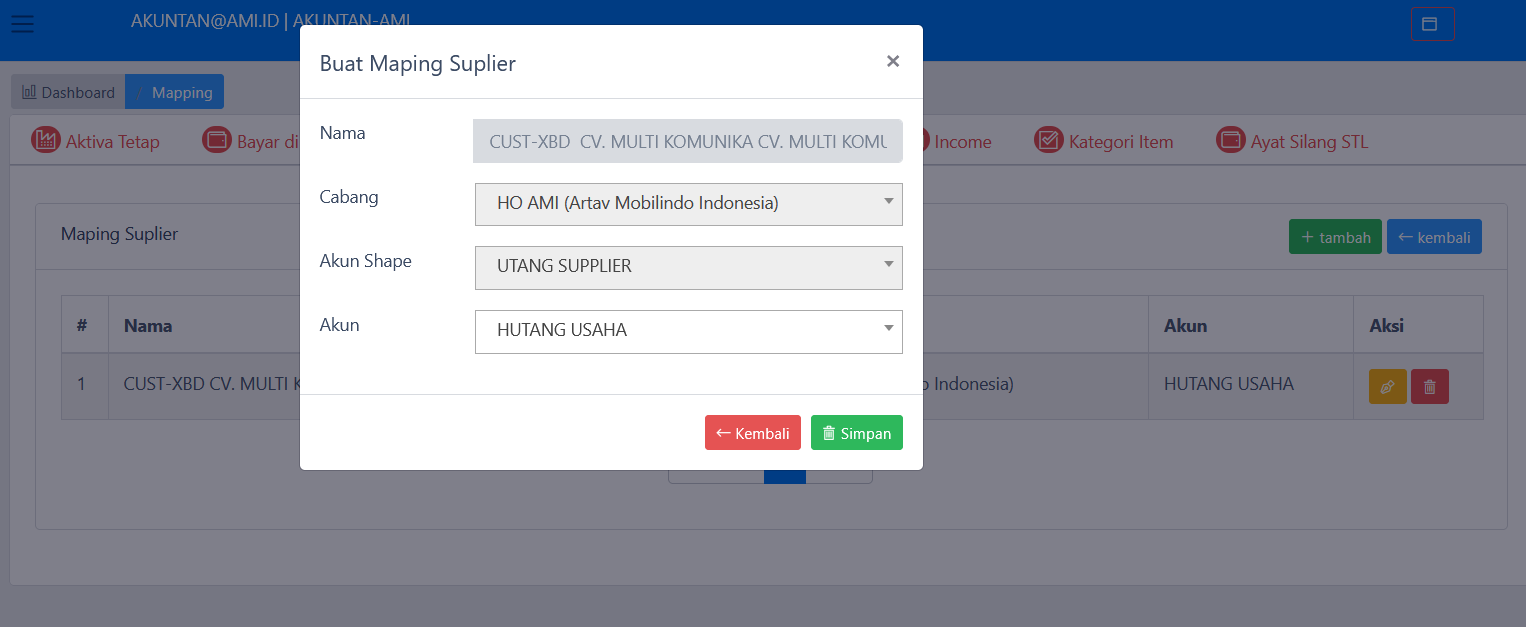 AKUNTAN@AMI.ID | AKUNTAN-AMI
Buat Maping Suplier
×
Dashboard / Mapping
Nama
CUST-XBD CV. MULTI KOMUNIKA CV. MULTI KOMU
Aktiva Tetap
Bayar di
Income
Kategori Item
Ayat Silang STL
Cabang
HO AMI (Artav Mobilindo Indonesia)
Maping Suplier
+ tambah
← kembali
Akun Shape
UTANG SUPPLIER
Akun
HUTANG USAHA
# Nama Akun Aksi
1 CUST-XBD CV. MULTI Indonesia) HUTANG USAHA
← Kembali
Simpan